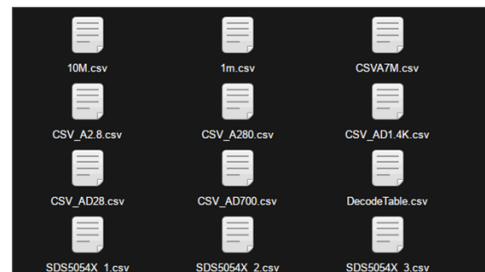 10M.csv 1m.csv CSVA7M.csv
CSV_A2.8.csv CSV_A280.csv CSV_AD1.4K.csv
CSV_AD28.csv CSV_AD700.csv DecodeTable.csv
SDS5054X_1.csv SDS5054X_2.csv SDS5054X_3.csv